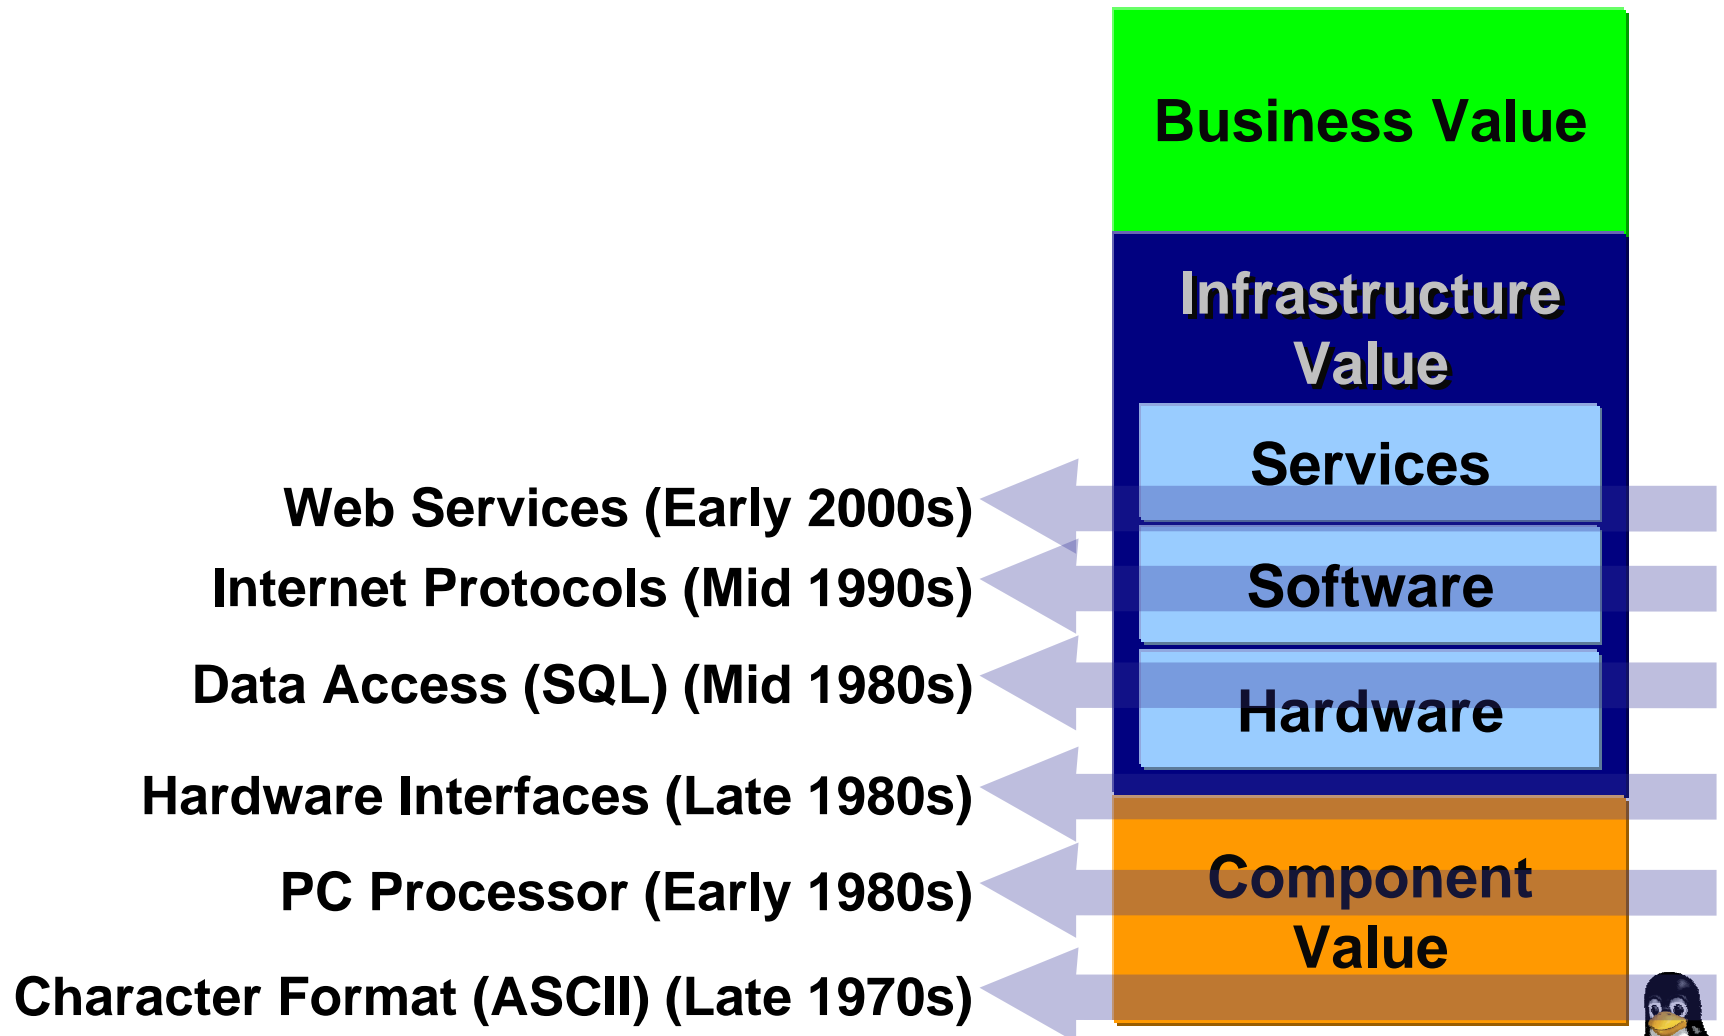 Business Value
Infrastructure
Value
Services
Web Services (Early 2000s)
Internet Protocols (Mid 1990s)
Software
Data Access (SQL) (Mid 1980s)
Hardware
Hardware Interfaces (Late 1980s)
PC Processor (Early 1980s)
Component
Value
Character Format (ASCII) (Late 1970s)